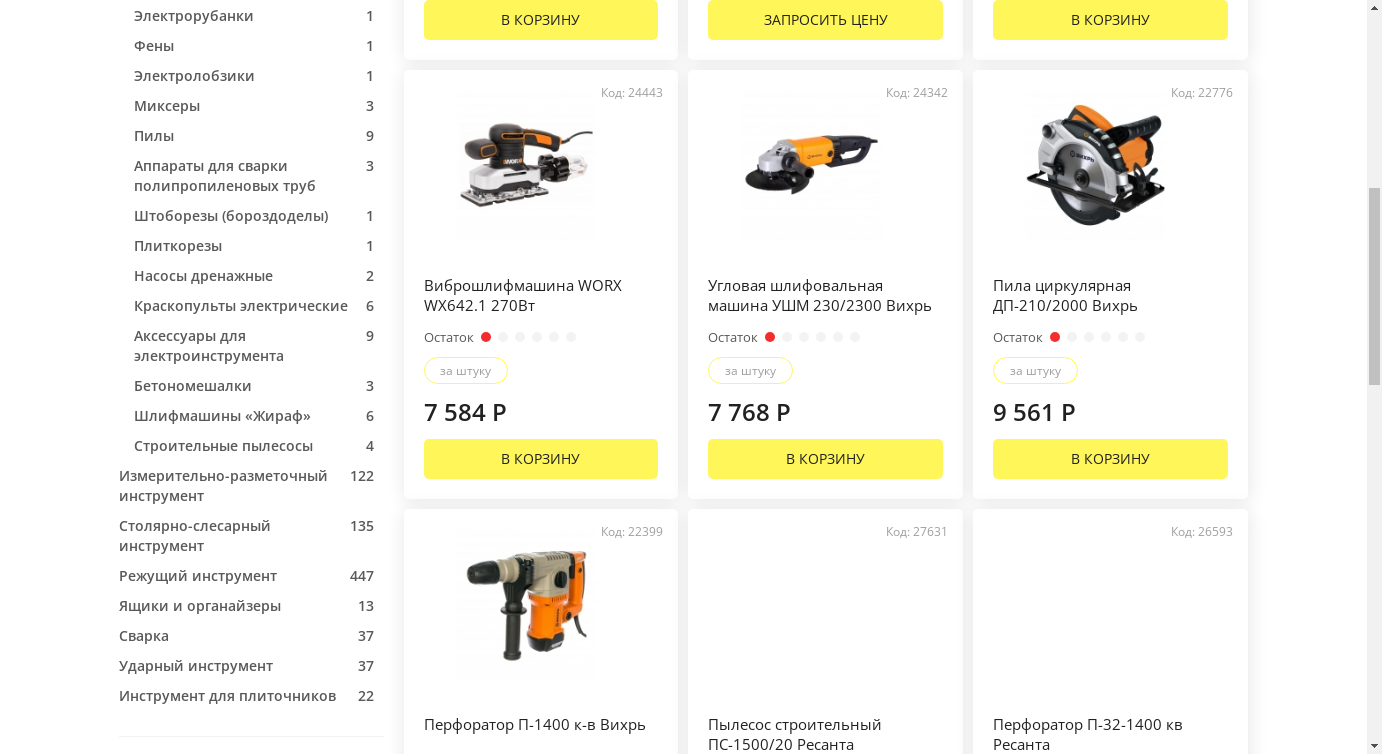 Электрорубанки 1
Фены 1
Электролобзики 1
Миксеры 3
Пилы 9
Аппараты для сварки 3
полипропиленовых труб
Штоборезы (бороздоделы) 1
Плиткорезы 1
Насосы дренажные 2
Краскопульты электрические 6
Аксессуары для 9
электроинструмента
Бетономешалки 3
Шлифмашины «Жираф» 6
Строительные пылесосы 4
Измерительно-разметочный 122
инструмент
Столярно-слесарный 135
инструмент
Режущий инструмент 447
Ящики и органайзеры 13
Сварка 37
Ударный инструмент 37
Инструмент для плиточников 22
В КОРЗИНУ
ЗАПРОСИТЬ ЦЕНУ
В КОРЗИНУ
Код: 24443
WORX
Виброшлифмашина WORX
WX642.1 270Вт
Остаток
за штуку
7 584 Р
В КОРЗИНУ
Код: 24342
Угловая шлифовальная
машина УШМ 230/2300 Вихрь
Остаток
за штуку
7 768 Р
В КОРЗИНУ
Код: 22776
ВИХРЬ
Пила циркулярная
ДП-210/2000 Вихрь
Остаток
за штуку
9 561 Р
В КОРЗИНУ
Код: 22399
Перфоратор П-1400 к-в Вихрь
Код: 27631
Пылесос строительный
ПС-1500/20 Ресанта
Код: 26593
Перфоратор П-32-1400 кв
Ресанта